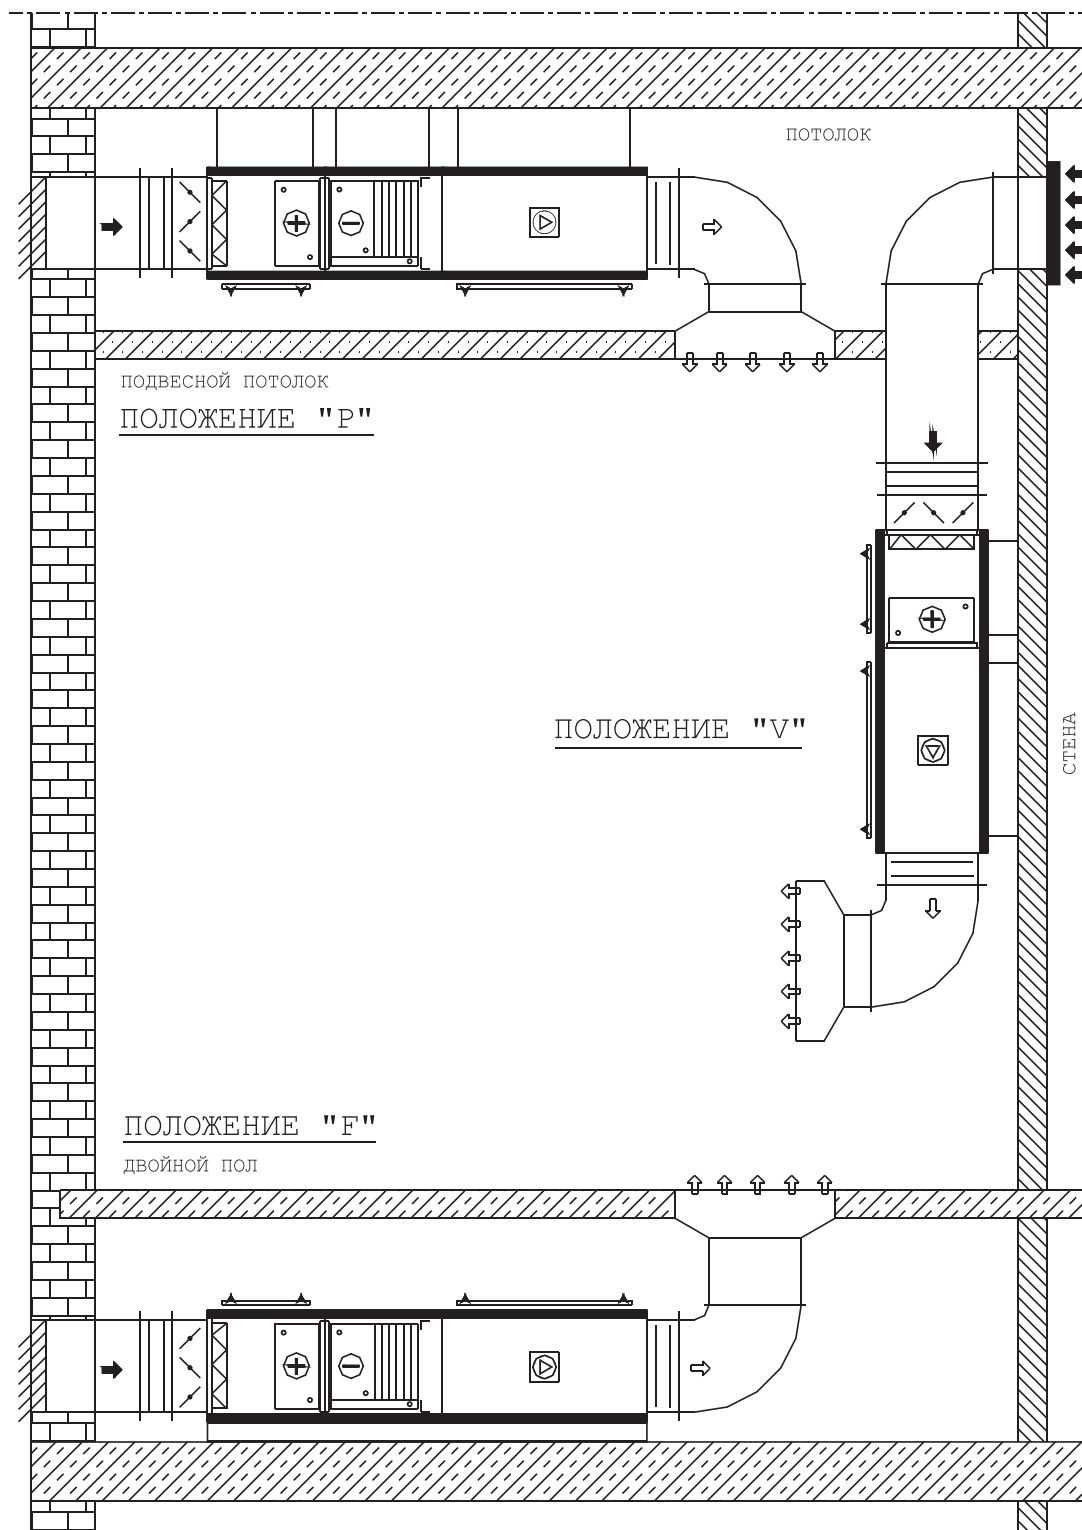 ПОТОЛОК
ПОДВЕСНОЙ ПОТОЛОК
ПОЛОЖЕНИЕ "P"
ПОЛОЖЕНИЕ "V"
СТЕНА
ПОЛОЖЕНИЕ "F"
ДВОЙНОЙ ПОЛ